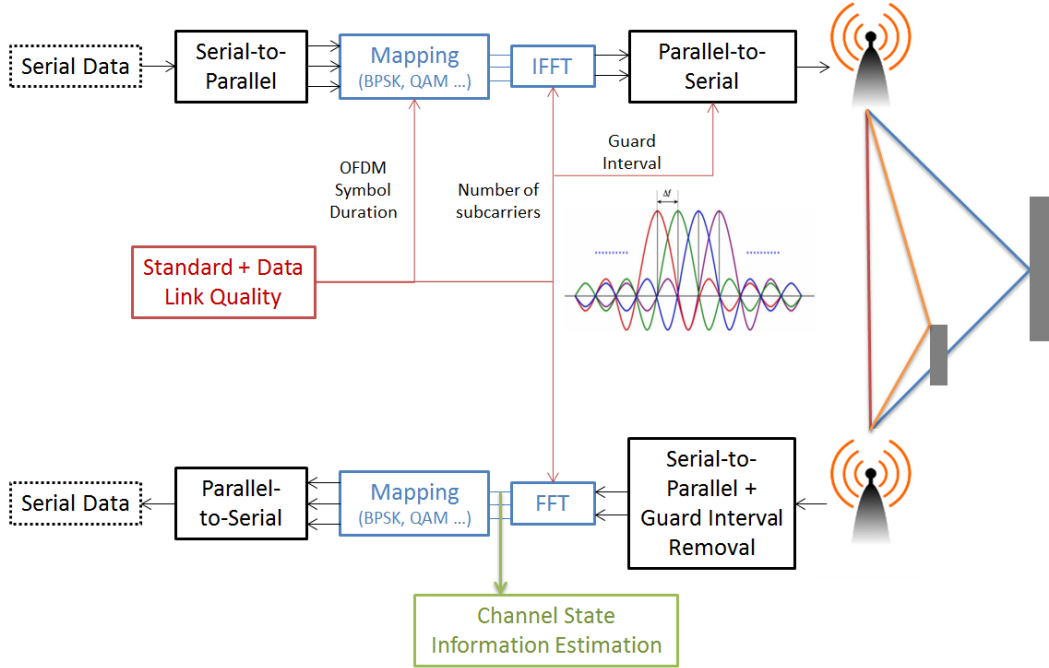 Serial Data
Serial-to-
Parallel
Mapping
(BPSK, QAM ...)
IFFT
Parallel-to-
Serial
OFDM
Symbol
Duration
Number of
subcarriers
Guard
Interval
Δf
Standard + Data
Link Quality
Serial Data
Parallel-
to-Serial
Mapping
(BPSK, QAM ...)
FFT
Serial-to-
Parallel +
Guard Interval
Removal
Channel State
Information Estimation